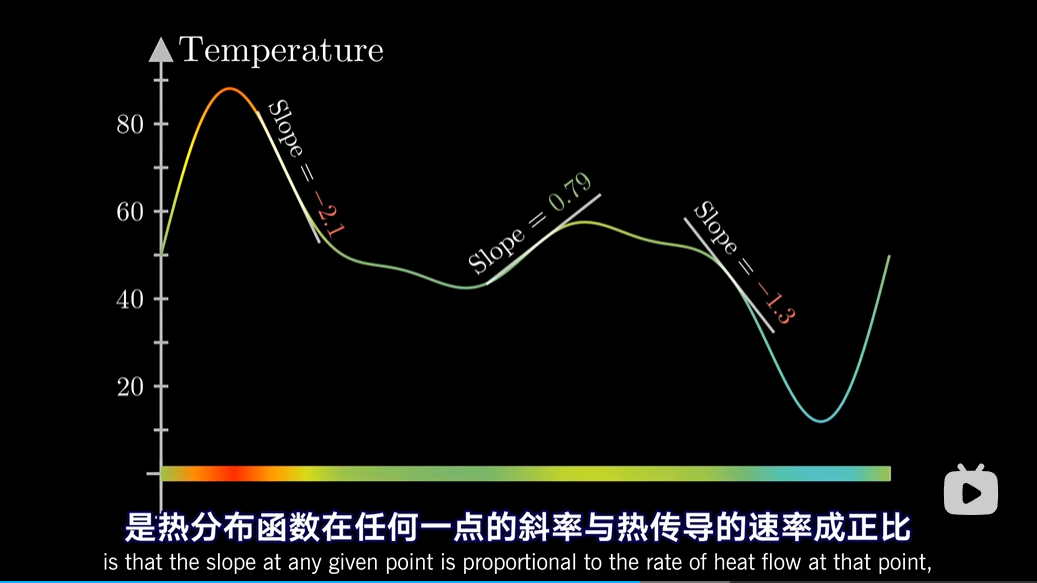 Temperature
80
60
40
20
Slope = −2.1
Slope = 0.79
Slope = −1.3
是热分布函数在任何一点的斜率与热传导的速率成正比
is that the slope at any given point is proportional to the rate of heat flow at that point,